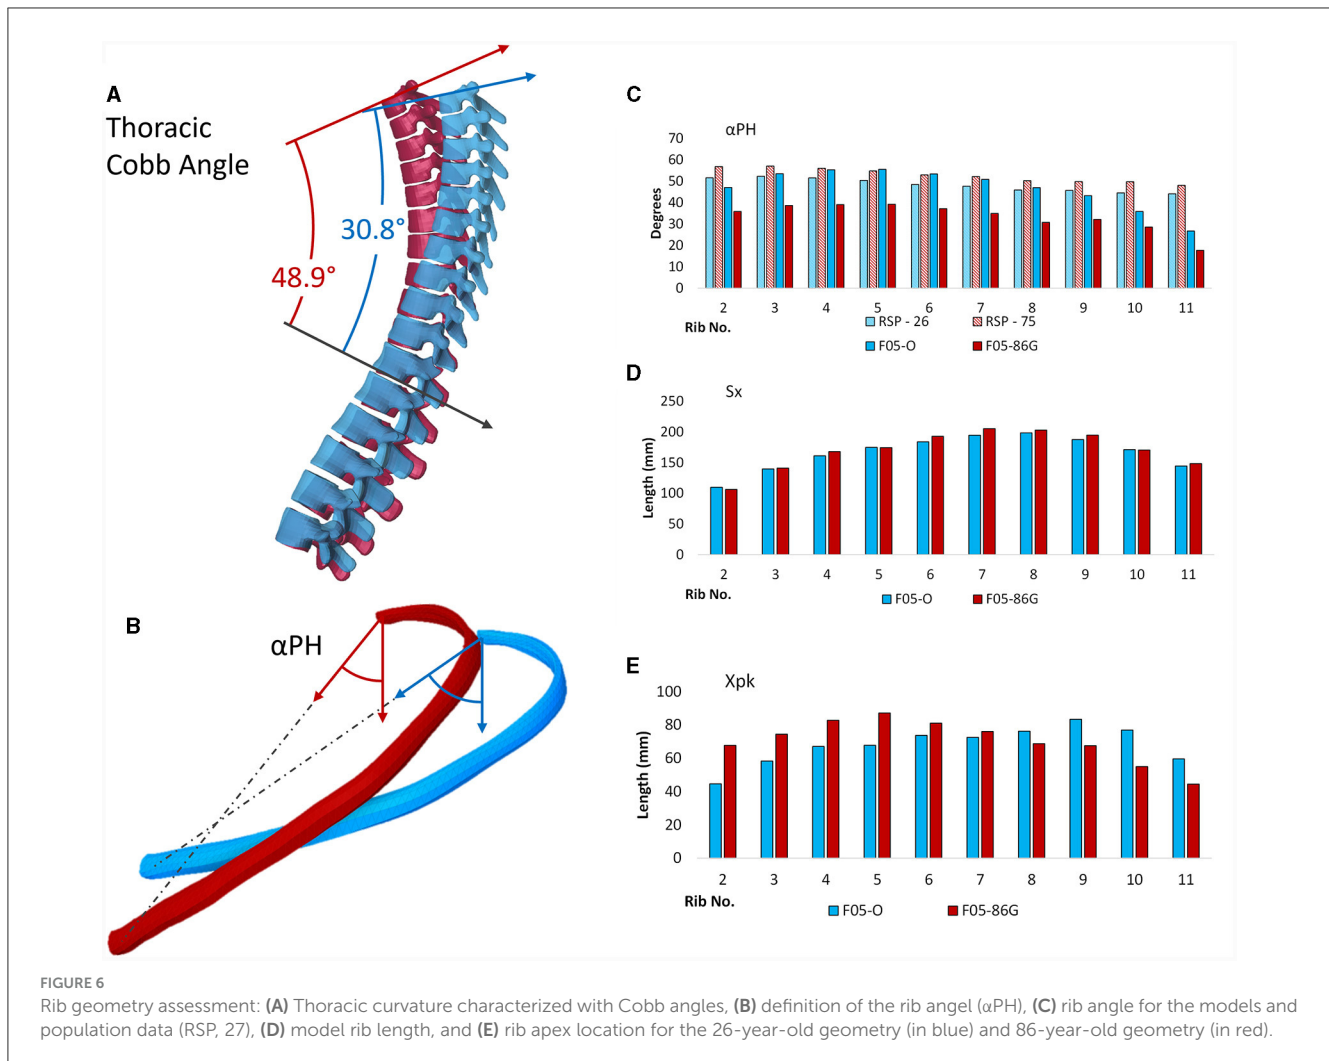 A
Thoracic
Cobb Angle
30.8°
48.9°
B
αPH
C
αPH
Degrees
70
60
50
40
30
20
10
0
2 3 4 5 6 7 8 9 10 11
Rib No.
RSP - 26 RSP - 75
F05-O F05-86G
D
Sx
Length (mm)
250
200
150
100
50
0
2 3 4 5 6 7 8 9 10 11
Rib No.
F05-O F05-86G
E
Xpk
Length (mm)
100
80
60
40
20
0
2 3 4 5 6 7 8 9 10 11
Rib No.
F05-O F05-86G
FIGURE 6
Rib geometry assessment: (A) Thoracic curvature characterized with Cobb angles, (B) definition of the rib angel (αPH), (C) rib angle for the models and
population data (RSP, 27), (D) model rib length, and (E) rib apex location for the 26-year-old geometry (in blue) and 86-year-old geometry (in red).